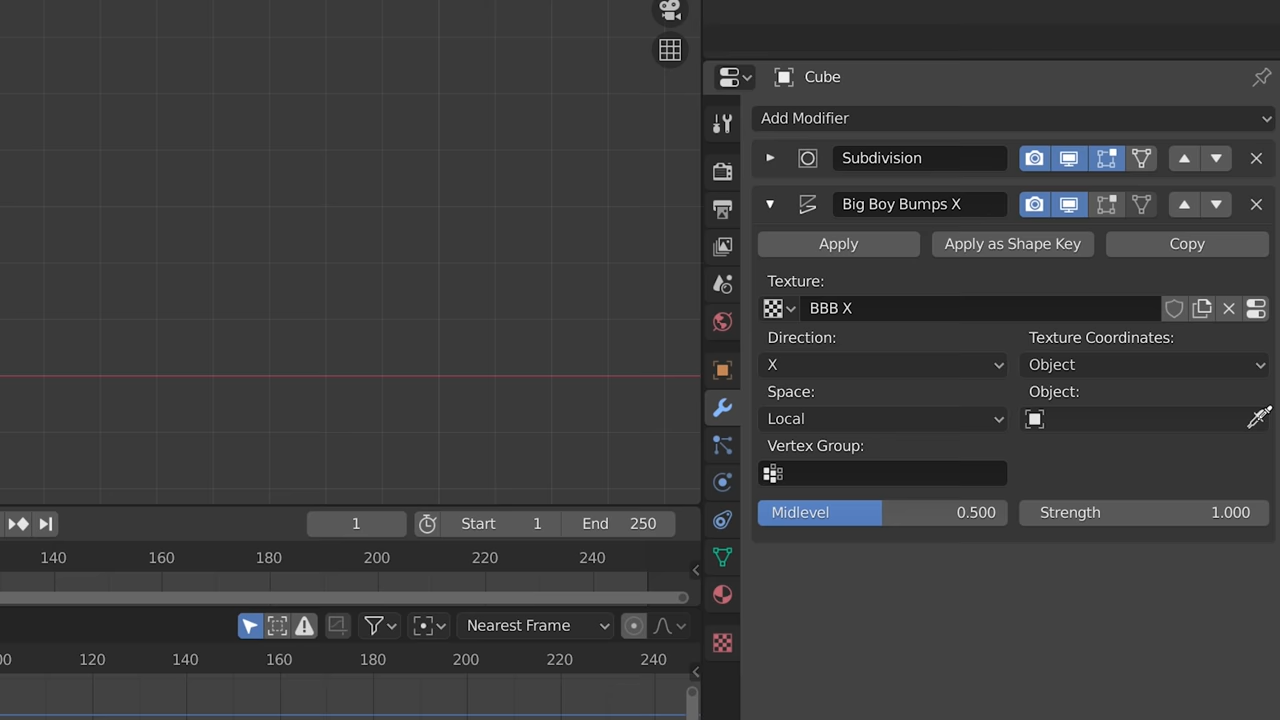 Cube
Add Modifier
Subdivision
Big Boy Bumps X
Apply Apply as Shape Key Copy
Texture:
BBB X
Direction: Texture Coordinates:
X Object
Space: Object:
Local
Vertex Group:
Midlevel 0.500 Strength 1.000
1 Start 1 End 250
140 160 180 200 220 240
Nearest Frame
00 120 140 160 180 200 220 240